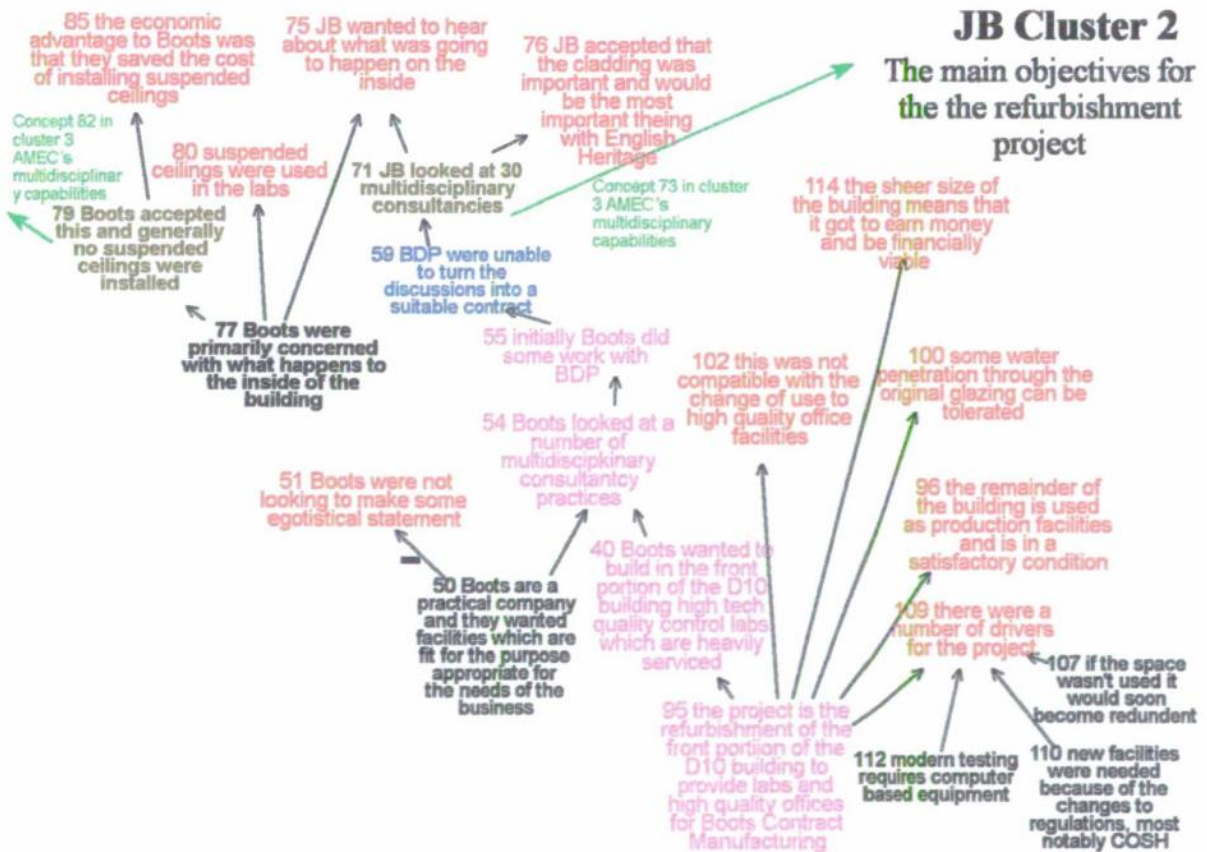 JB Cluster 2
The main objectives for
the the refurbishment
project
85 the economic
advantage to Boots was
that they saved the cost
of installing suspended
ceilings
75 JB wanted to hear
about what was going
to happen on the
inside
76 JB accepted that
the cladding was
important and would
be the most
important theing
with English
Heritage
Concept 82 in
cluster 3
AMEC's
multidisciplinar
y capabilities
80 suspended
ceilings were used
in the labs
71 JB looked at 30
multidisciplinary
consultancies
Concept 73 in cluster
3 AMEC's
multidisciplinary
capabilities
114 the sheer size of
the building means that
it got to earn money
and be financially
viable
79 Boots accepted
this and generally
no suspended
ceilings were
installed
59 BDP were unable
to turn the
discussions into a
suitable contract
77 Boots were
primarily concerned
with what happens to
the inside of the
building
55 initially Boots did
some work with
BDP
102 this was not
compatible with the
change of use to
high quality office
facilities
100 some water
penetration through the
original glazing can be
tolerated
54 Boots looked at a
number of
multidiscipkinary
consultantcy
practices
51 Boots were not
looking to make some
egotistical statement
96 the remainder of
the building is used
as production facilities
and is in a
satisfactory condition
40 Boots wanted to
build in the front
portion of the D10
building high tech
quality control labs
which are heavily
serviced
50 Boots are a
practical company
and they wanted
facilities which are
fit for the purpose
appropriate for
the needs of the
business
109 there were a
number of drivers
for the project
107 if the space
wasn't used it
would soon
become redundent
95 the project is the
refurbishment of the
front portion of the
D10 building to
provide labs and
high quality offices
for Boots Contract
Manufacturing
112 modern testing
requires computer
based equipment
110 new facilities
were needed
because of the
changes to
regulations, most
notably COSH